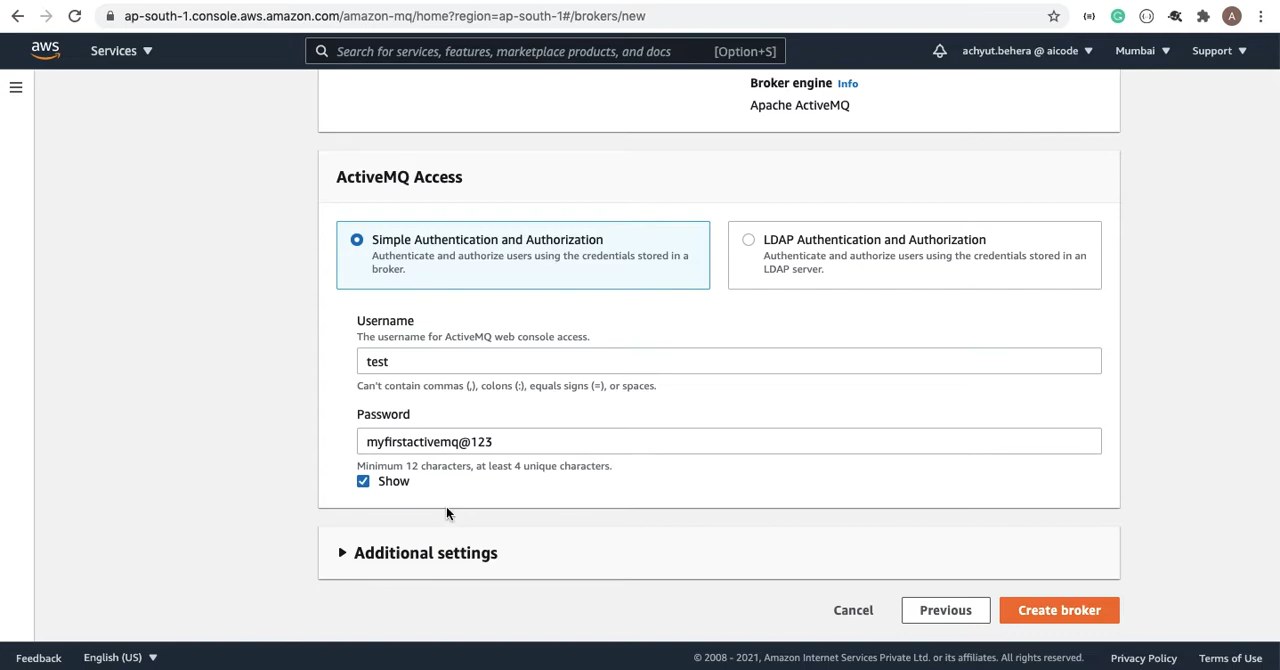 ap-south-1.console.aws.amazon.com/amazon-mq/home?region=ap-south-1#/brokers/new
A
aws
Services ▼
Search for services, features, marketplace products, and docs [Option+S]
achyut.behera @ aicode ▼
Mumbai ▼
Support ▼
Broker engine Info
Apache ActiveMQ
ActiveMQ Access
Simple Authentication and Authorization
Authenticate and authorize users using the credentials stored in a
broker.
LDAP Authentication and Authorization
Authenticate and authorize users using the credentials stored in an
LDAP server.
Username
The username for ActiveMQ web console access.
test
Can't contain commas (,), colons (:), equals signs (=), or spaces.
Password
myfirstactivemq@123
Minimum 12 characters, at least 4 unique characters.
Show
Additional settings
Cancel
Previous
Create broker
Feedback
English (US) ▼
© 2008 - 2021, Amazon Internet Services Private Ltd. or its affiliates. All rights reserved.
Privacy Policy
Terms of Use